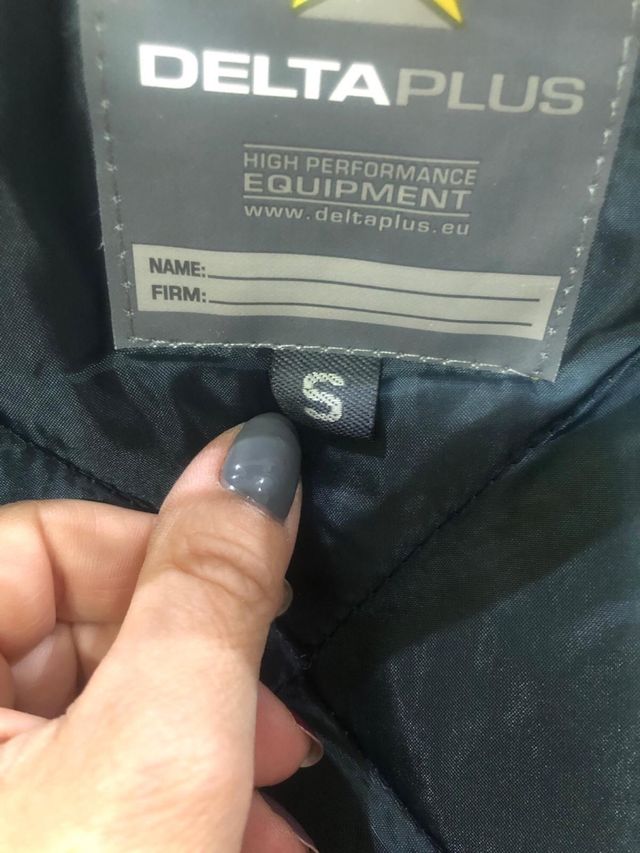 DELTAPLUS
HIGH PERFORMANCE
EQUIPMENT
www.deltaplus.eu
NAME:
FIRM:
S